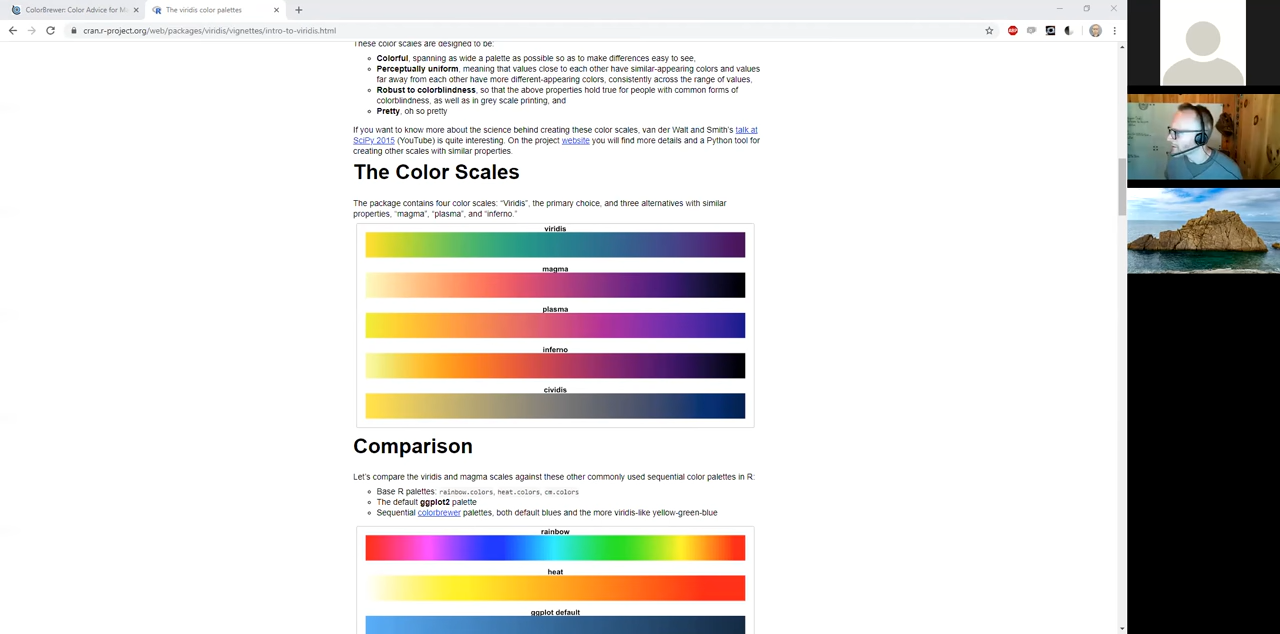 ColorBrewer: Color Advice for M
The viridis color palettes
cran.r-project.org/web/packages/viridis/vignettes/intro-to-viridis.html
ABP
These color scales are designed to be:
Colorful, spanning as wide a palette as possible so as to make differences easy to see,
Perceptually uniform, meaning that values close to each other have similar-appearing colors and values
far away from each other have more different-appearing colors, consistently across the range of values,
Robust to colorblindness, so that the above properties hold true for people with common forms of
colorblindness, as well as in grey scale printing, and
Pretty, oh so pretty
If you want to know more about the science behind creating these color scales, van der Walt and Smith's talk at
SciPy 2015 (YouTube) is quite interesting. On the project website you will find more details and a Python tool for
creating other scales with similar properties.
The Color Scales
The package contains four color scales: "Viridis", the primary choice, and three alternatives with similar
properties, "magma", "plasma", and "inferno."
viridis
magma
plasma
inferno
cividis
Comparison
Let's compare the viridis and magma scales against these other commonly used sequential color palettes in R:
Base R palettes: rainbow.colors, heat.colors, cm.colors
The default ggplot2 palette
Sequential colorbrewer palettes, both default blues and the more viridis-like yellow-green-blue
rainbow
heat
ggplot default